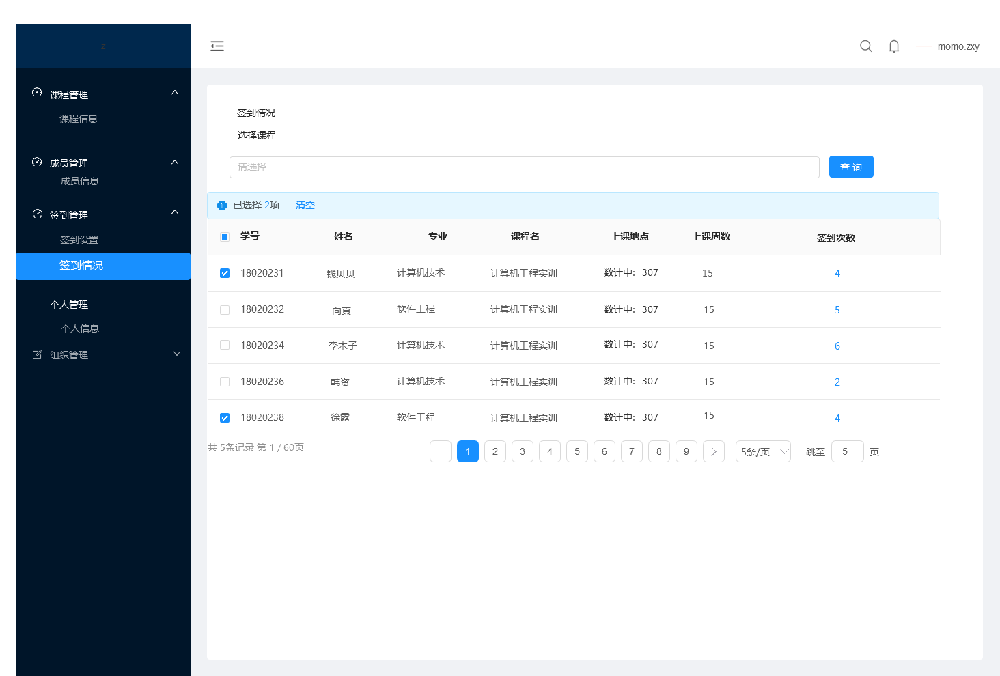 z
momo.zxy
课程管理
课程信息
成员管理
成员信息
签到管理
签到设置
签到情况
个人管理
个人信息
组织管理
签到情况
选择课程
请选择
查 询
1 已选择 2项 清空
学号 姓名 专业 课程名 上课地点 上课周数 签到次数
18020231 钱贝贝 计算机技术 计算机工程实训 数计中: 307 15 4
18020232 向真 软件工程 计算机工程实训 数计中: 307 15 5
18020234 李木子 计算机技术 计算机工程实训 数计中: 307 15 6
18020236 韩资 计算机技术 计算机工程实训 数计中: 307 15 2
18020238 徐露 软件工程 计算机工程实训 数计中: 307 15 4
共 5条记录 第 1 / 60页 1 2 3 4 5 6 7 8 9 5条/页 跳至 5 页